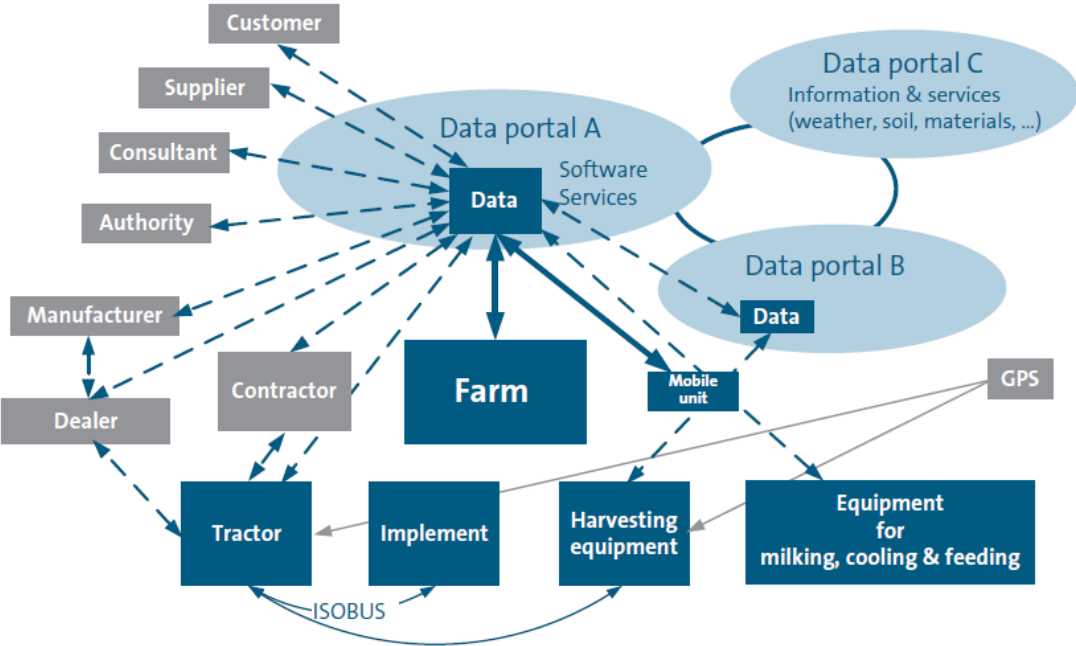 Customer
Supplier
Consultant
Authority
Manufacturer
Dealer
Data portal A
Software
Services
Data
Data portal C
Information & services
(weather, soil, materials, ...)
Data portal B
Data
Contractor
Farm
Mobile
unit
GPS
Tractor
Implement
Harvesting
equipment
Equipment
for
milking, cooling & feeding
ISOBUS